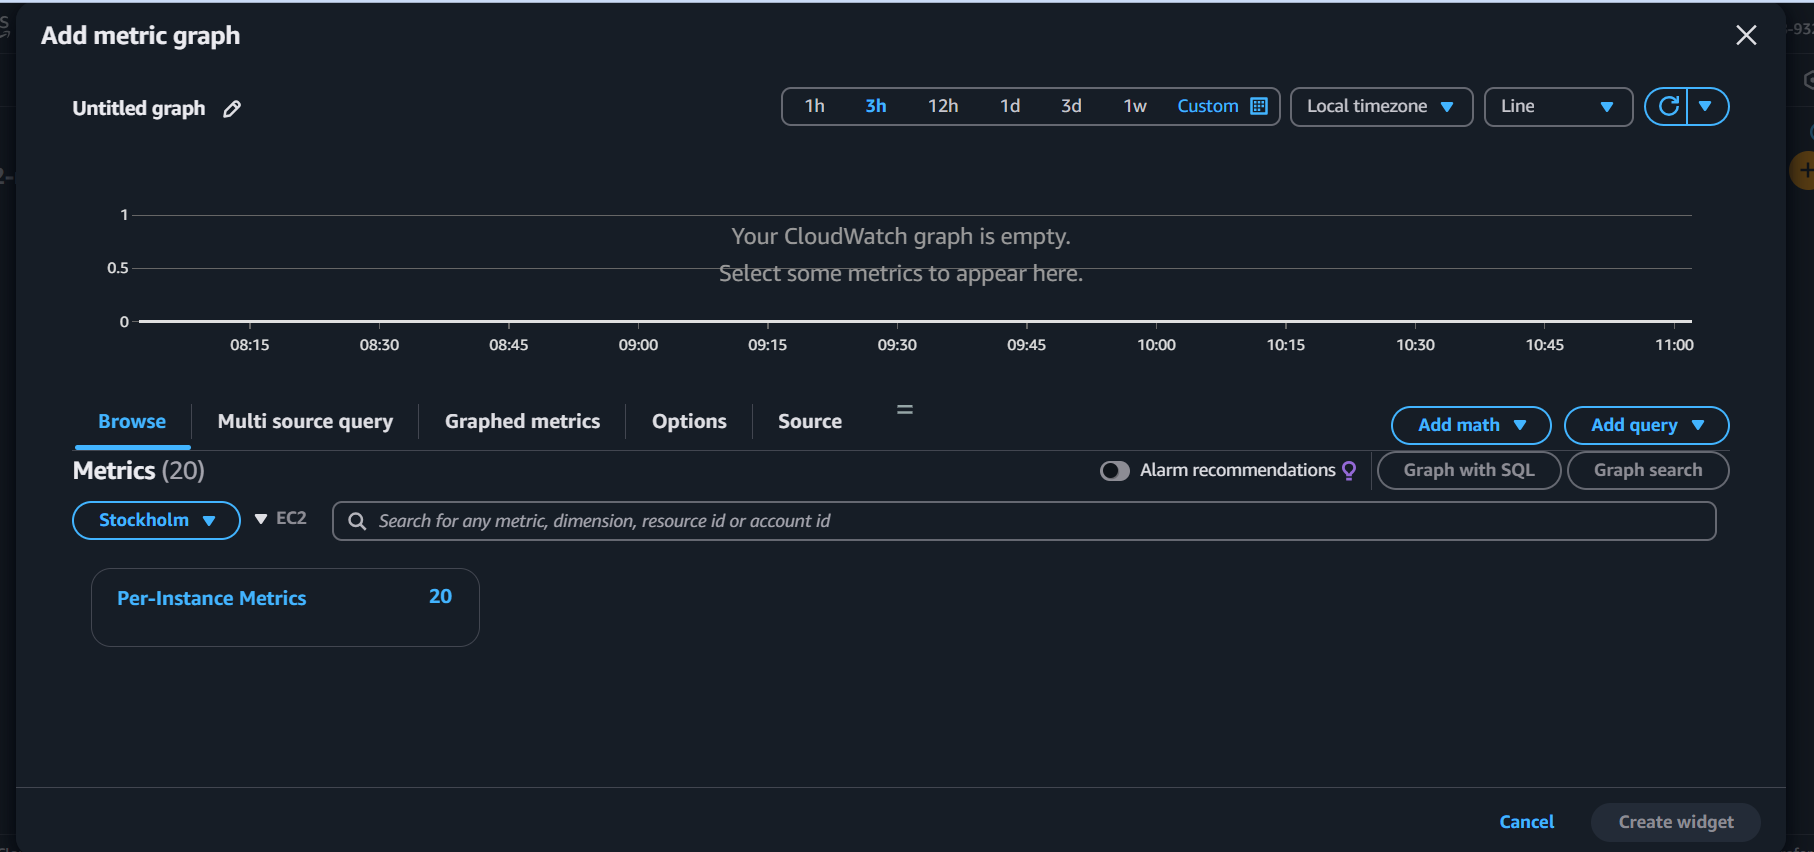 Add metric graph
Untitled graph
1h 3h 12h 1d 3d 1w Custom Local timezone Line
1
0.5
0
Your CloudWatch graph is empty.
Select some metrics to appear here.
08:15 08:30 08:45 09:00 09:15 09:30 09:45 10:00 10:15 10:30 10:45 11:00
Browse Multi source query Graphed metrics Options Source
Add math Add query
Metrics (20)
Alarm recommendations Graph with SQL Graph search
Stockholm EC2 Search for any metric, dimension, resource id or account id
Per-Instance Metrics 20
Cancel Create widget